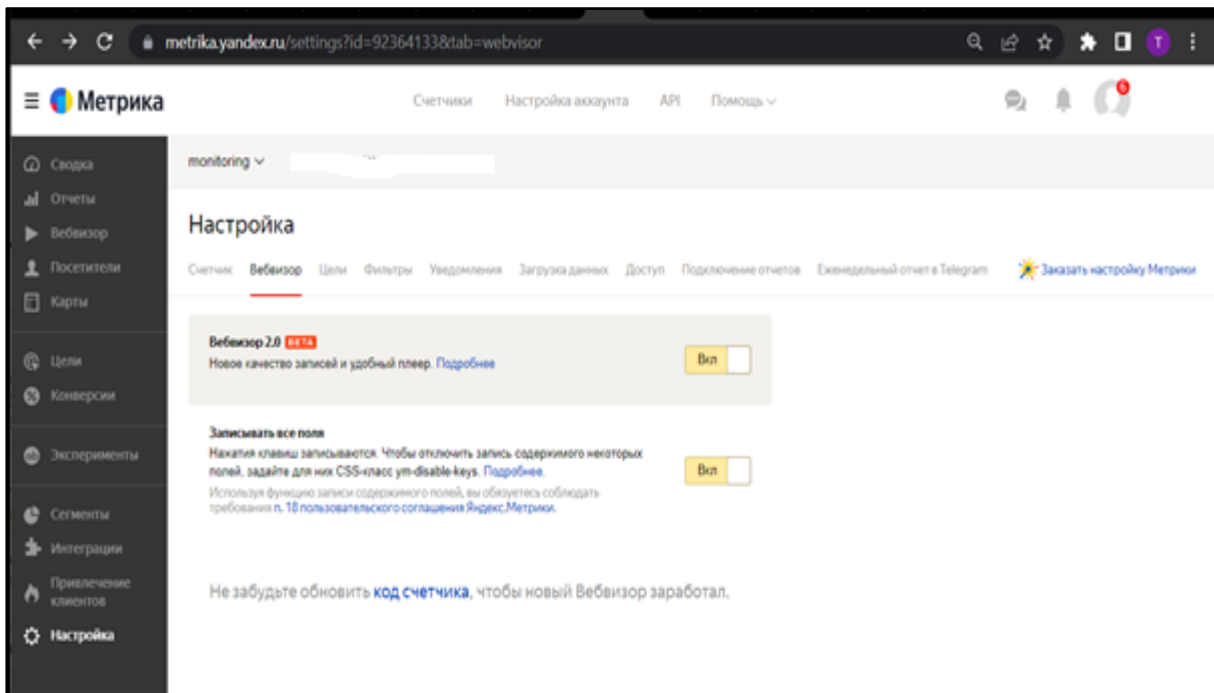 metrika.yandex.ru/settings?id=92364133&tab=webvisor
T
Метрика
Счетчики Настройка аккаунта API Помощь
6
monitoring
Сводка
Отчеты
Вебвизор
Посетители
Карты
Цели
Конверсии
Эксперименты
Сегменты
Интеграции
Привлечение
клиентов
Настройка
Настройка
Счетчик Вебвизор Цели Фильтры Уведомления Загрузка данных Доступ Подключение отчетов Еженедельный отчет в Telegram Заказать настройку Метрики
Вебвизор 2.0 BETA
Новое качество записей и удобный плеер. Подробнее
Вкл
Записывать все поля
Нажатия клавиш записываются. Чтобы отключить запись содержимого некоторых
полей, задайте для них CSS-класс ym-disable-keys. Подробнее.
Вкл
Используя функцию записи содержимого полей, вы обязуетесь соблюдать
требования п. 18 пользовательского соглашения Яндекс.Метрики.
Не забудьте обновить код счетчика, чтобы новый Вебвизор заработал.